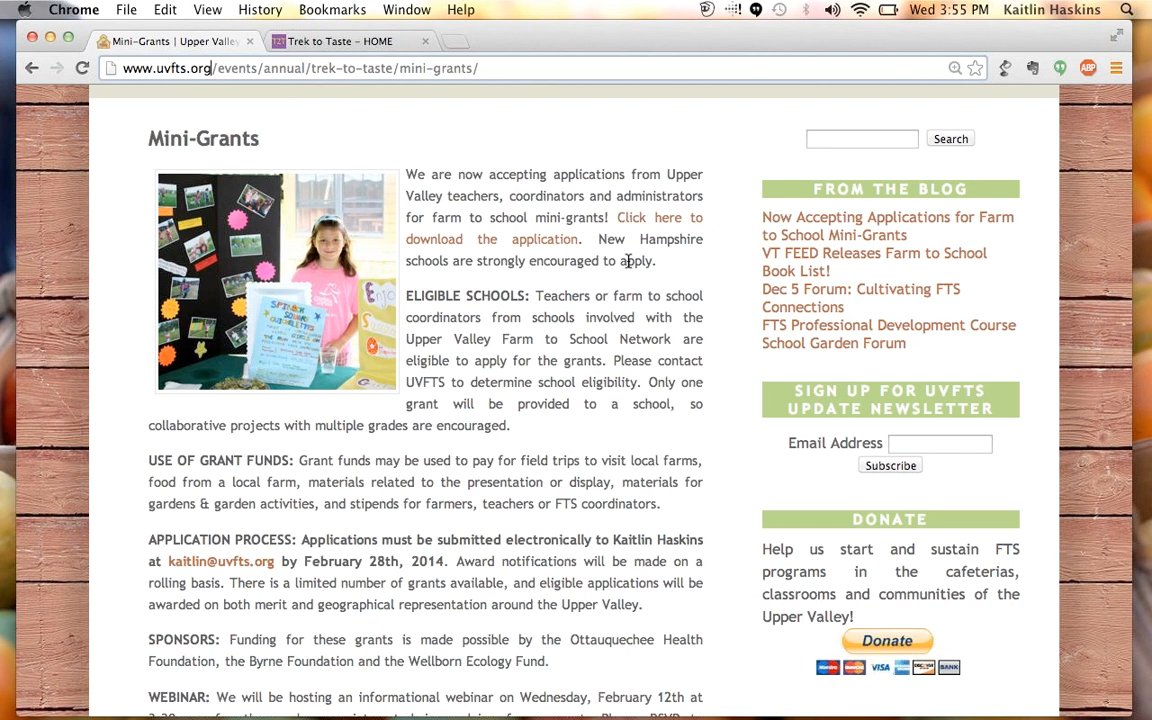 Chrome File Edit View History Bookmarks Window Help Wed 3:55 PM Kaitlin Haskins
Mini-Grants | Upper Valley Trek to Taste - HOME
www.uvfts.org/events/annual/trek-to-taste/mini-grants/
ABP
Mini-Grants
Search
We are now accepting applications from Upper
Valley teachers, coordinators and administrators
for farm to school mini-grants! Click here to
download the application. New Hampshire
schools are strongly encouraged to apply.
ELIGIBLE SCHOOLS: Teachers or farm to school
coordinators from schools involved with the
Upper Valley Farm to School Network are
eligible to apply for the grants. Please contact
UVFTS to determine school eligibility. Only one
grant will be provided to a school, so
collaborative projects with multiple grades are encouraged.
USE OF GRANT FUNDS: Grant funds may be used to pay for field trips to visit local farms,
food from a local farm, materials related to the presentation or display, materials for
gardens & garden activities, and stipends for farmers, teachers or FTS coordinators.
APPLICATION PROCESS: Applications must be submitted electronically to Kaitlin Haskins
at kaitlin@uvfts.org by February 28th, 2014. Award notifications will be made on a
rolling basis. There is a limited number of grants available, and eligible applications will be
awarded on both merit and geographical representation around the Upper Valley.
SPONSORS: Funding for these grants is made possible by the Ottauquechee Health
Foundation, the Byrne Foundation and the Wellborn Ecology Fund.
WEBINAR: We will be hosting an informational webinar on Wednesday, February 12th at
FROM THE BLOG
Now Accepting Applications for Farm
to School Mini-Grants
VT FEED Releases Farm to School
Book List!
Dec 5 Forum: Cultivating FTS
Connections
FTS Professional Development Course
School Garden Forum
SIGN UP FOR UVFTS
UPDATE NEWSLETTER
Email Address
Subscribe
DONATE
Help us start and sustain FTS
programs in the cafeterias,
classrooms and communities of the
Upper Valley!
Donate
VISA BANK